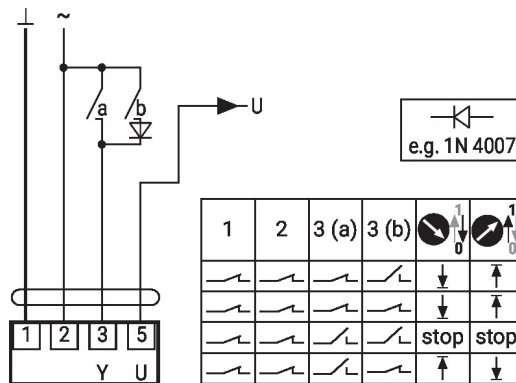 ⊥ ~
a b
U
e.g. 1N 4007
1 2 3 (a) 3 (b) 1 0 1 0
stop stop
1 2 3 5
Y U